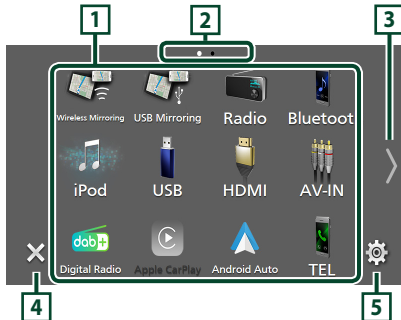 1 2 3
Wireless Mirroring USB Mirroring Radio Bluetoot
iPod USB HDMI AV-IN
dab+
Digital Radio Apple CarPlay Android Auto TEL
4 5